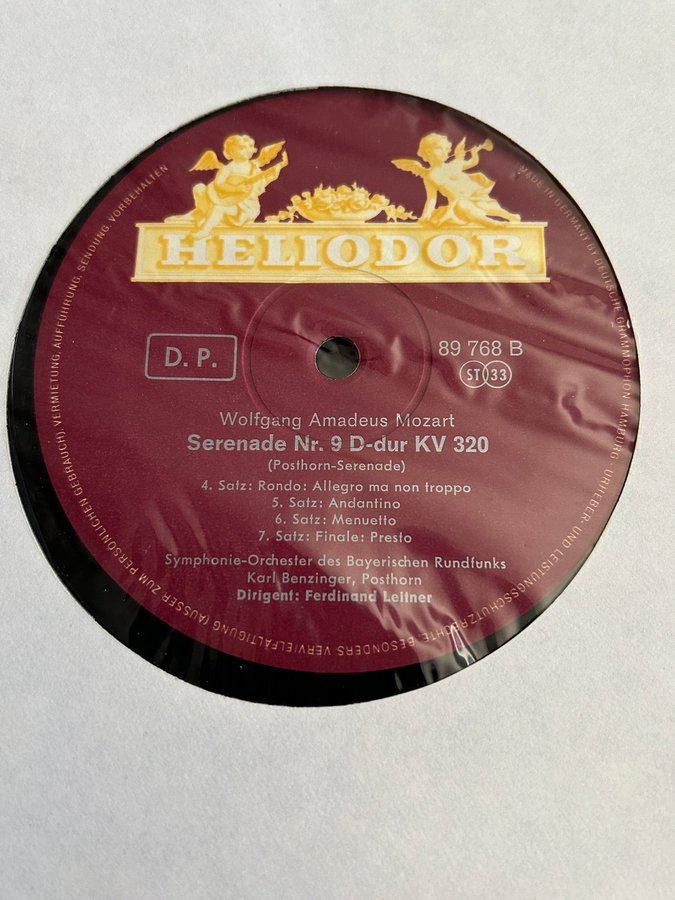 HELIODOR
D. P.
89 768 B
ST 33
Wolfgang Amadeus Mozart
Serenade Nr. 9 D-dur KV 320
(Posthorn-Serenade)
4. Satz: Rondo: Allegro ma non troppo
5. Satz: Andantino
6. Satz: Menuetto
7. Satz: Finale: Presto
Symphonie-Orchester des Bayerischen Rundfunks
Karl Benzinger, Posthorn
Dirigent: Ferdinand Leitner
MADE IN GERMANY BY DEUTSCHE GRAMMOPHON HAMBURG · URHEBER- UND LEISTUNGSSCHUTZRECHTE, BESONDERS VERVIELFÄLTIGUNG (AUSSER ZUM PERSÖNLICHEN GEBRAUCH), VERMIETUNG, AUFFÜHRUNG, SENDUNG, VORBEHALTEN